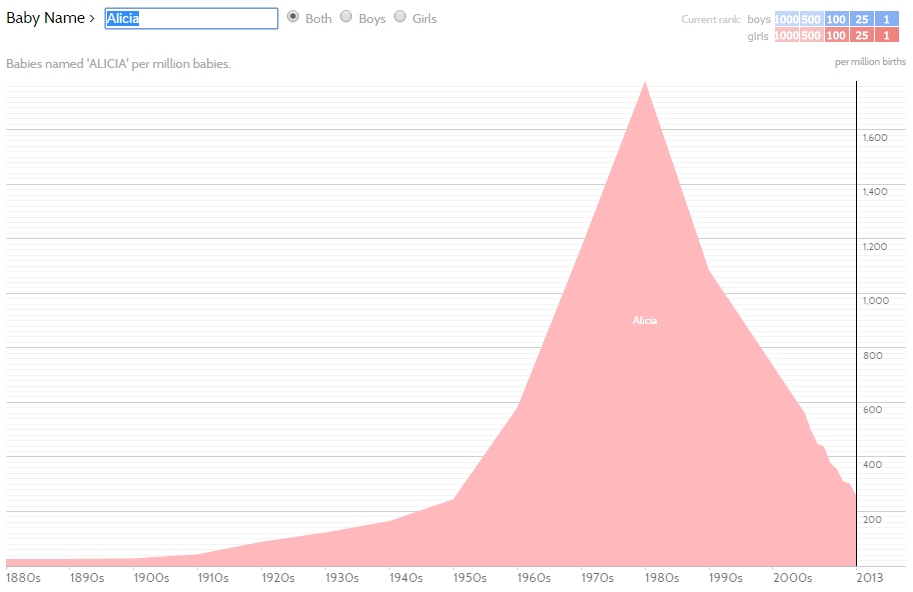 Baby Name > Alicia Both Boys Girls
Current rank: boys 1000 500 100 25 1
girls 1000 500 100 25 1
Babies named 'ALICIA' per million babies.
per million births
1,600
1,400
1,200
1,000
Alicia
800
600
400
200
1880s 1890s 1900s 1910s 1920s 1930s 1940s 1950s 1960s 1970s 1980s 1990s 2000s 2013